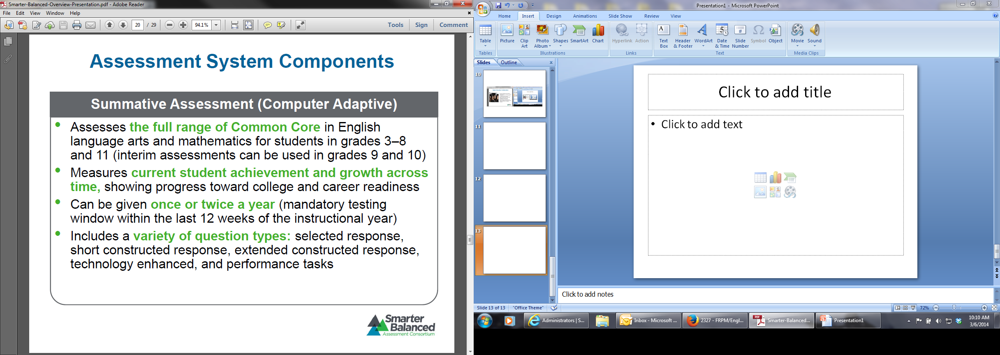 Smarter-Balanced-Overview-Presentation.pdf - Adobe Reader
File Edit View Window Help
20 / 29 94.1% Tools Sign Comment
Assessment System Components
Summative Assessment (Computer Adaptive)
• Assesses the full range of Common Core in English
language arts and mathematics for students in grades 3–8
and 11 (interim assessments can be used in grades 9 and 10)
• Measures current student achievement and growth across
time, showing progress toward college and career readiness
• Can be given once or twice a year (mandatory testing
window within the last 12 weeks of the instructional year)
• Includes a variety of question types: selected response,
short constructed response, extended constructed response,
technology enhanced, and performance tasks
Smarter
Balanced
Assessment Consortium
Presentation1 - Microsoft PowerPoint
Home Insert Design Animations Slide Show Review View
Table Picture Clip Art Photo Album Shapes SmartArt Chart Hyperlink Action Text Box Header & Footer WordArt Date & Time Slide Number Symbol Object Movie Sound
Tables Illustrations Links Text Media Clips
Slides Outline
10
11
12
13
Click to add title
• Click to add text
Click to add notes
Slide 13 of 13 "Office Theme" 72%
Administrators | S... Inbox - Microsoft ... 2327 - FRPM/Engl... Smarter-Balanced... Presentation1
10:10 AM
3/6/2014